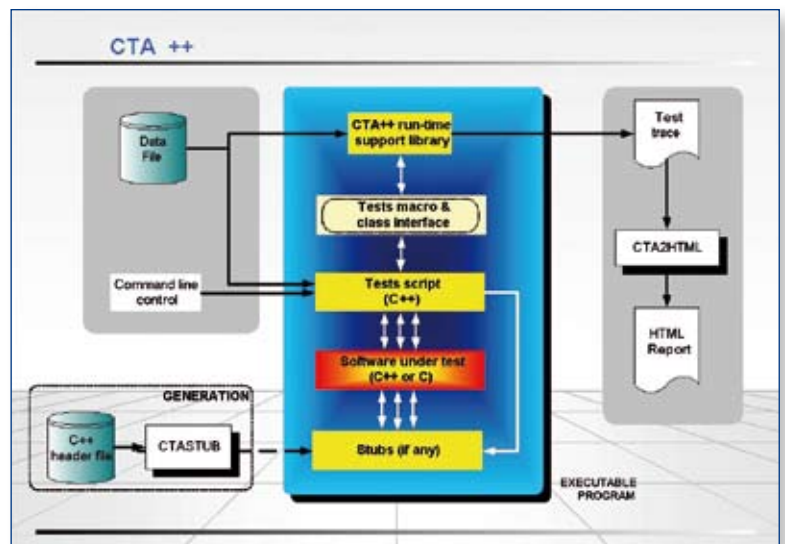 CTA ++
Data
File
Command line
control
CTA++ run-time
support library
Tests macro &
class interface
Tests script
(C++)
Software under test
(C++ or C)
Stubs (if any)
Test
trace
CTA2HTML
HTML
Report
GENERATION
C++
header file
CTASTUB
EXECUTABLE
PROGRAM